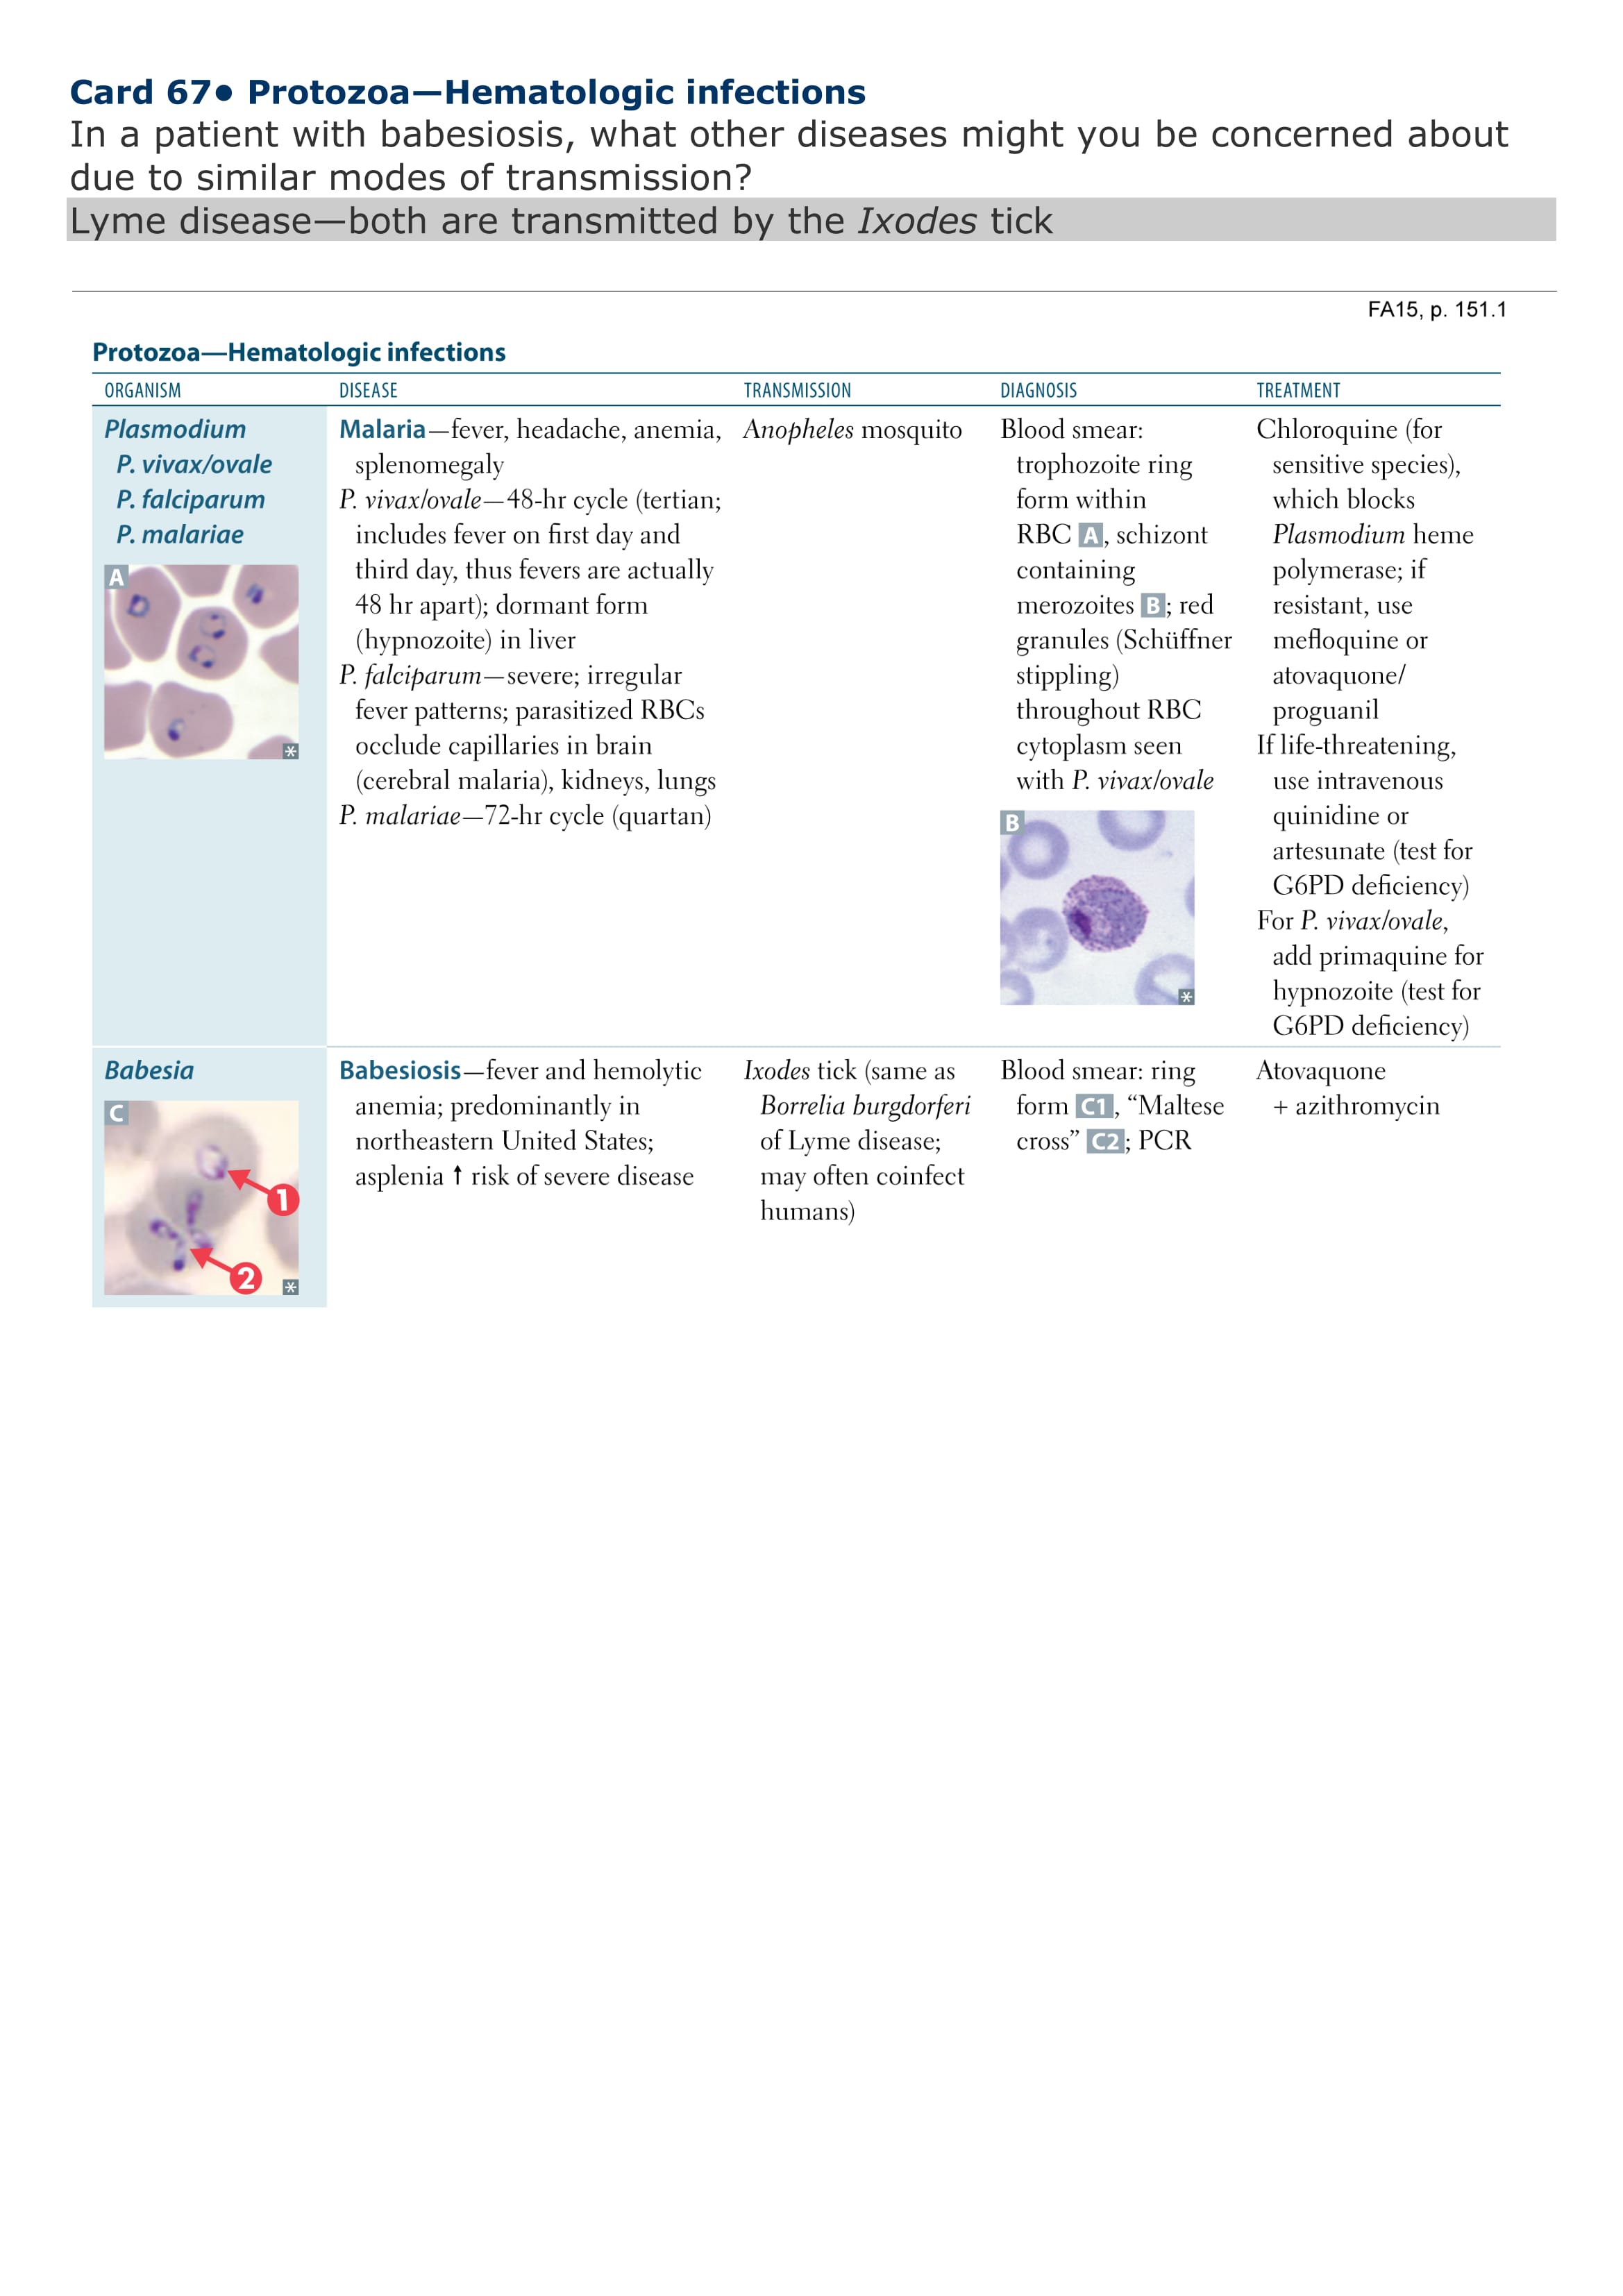 Card 67• Protozoa—Hematologic infections
In a patient with babesiosis, what other diseases might you be concerned about
due to similar modes of transmission?
Lyme disease—both are transmitted by the Ixodes tick
FA15, p. 151.1
Protozoa—Hematologic infections
ORGANISM
DISEASE
TRANSMISSION
DIAGNOSIS
TREATMENT
Plasmodium
P. vivax/ovale
P. falciparum
P. malariae
A
*
Malaria—fever, headache, anemia,
splenomegaly
P. vivax/ovale—48-hr cycle (tertian;
includes fever on first day and
third day, thus fevers are actually
48 hr apart); dormant form
(hypnozoite) in liver
P. falciparum—severe; irregular
fever patterns; parasitized RBCs
occlude capillaries in brain
(cerebral malaria), kidneys, lungs
P. malariae—72-hr cycle (quartan)
Anopheles mosquito
Blood smear:
trophozoite ring
form within
RBC A, schizont
containing
merozoites B; red
granules (Schüffner
stippling)
throughout RBC
cytoplasm seen
with P. vivax/ovale
B
*
Chloroquine (for
sensitive species),
which blocks
Plasmodium heme
polymerase; if
resistant, use
mefloquine or
atovaquone/
proguanil
If life-threatening,
use intravenous
quinidine or
artesunate (test for
G6PD deficiency)
For P. vivax/ovale,
add primaquine for
hypnozoite (test for
G6PD deficiency)
Babesia
C
1
2
*
Babesiosis—fever and hemolytic
anemia; predominantly in
northeastern United States;
asplenia ↑ risk of severe disease
Ixodes tick (same as
Borrelia burgdorferi
of Lyme disease;
may often coinfect
humans)
Blood smear: ring
form C1, “Maltese
cross” C2; PCR
Atovaquone
+ azithromycin